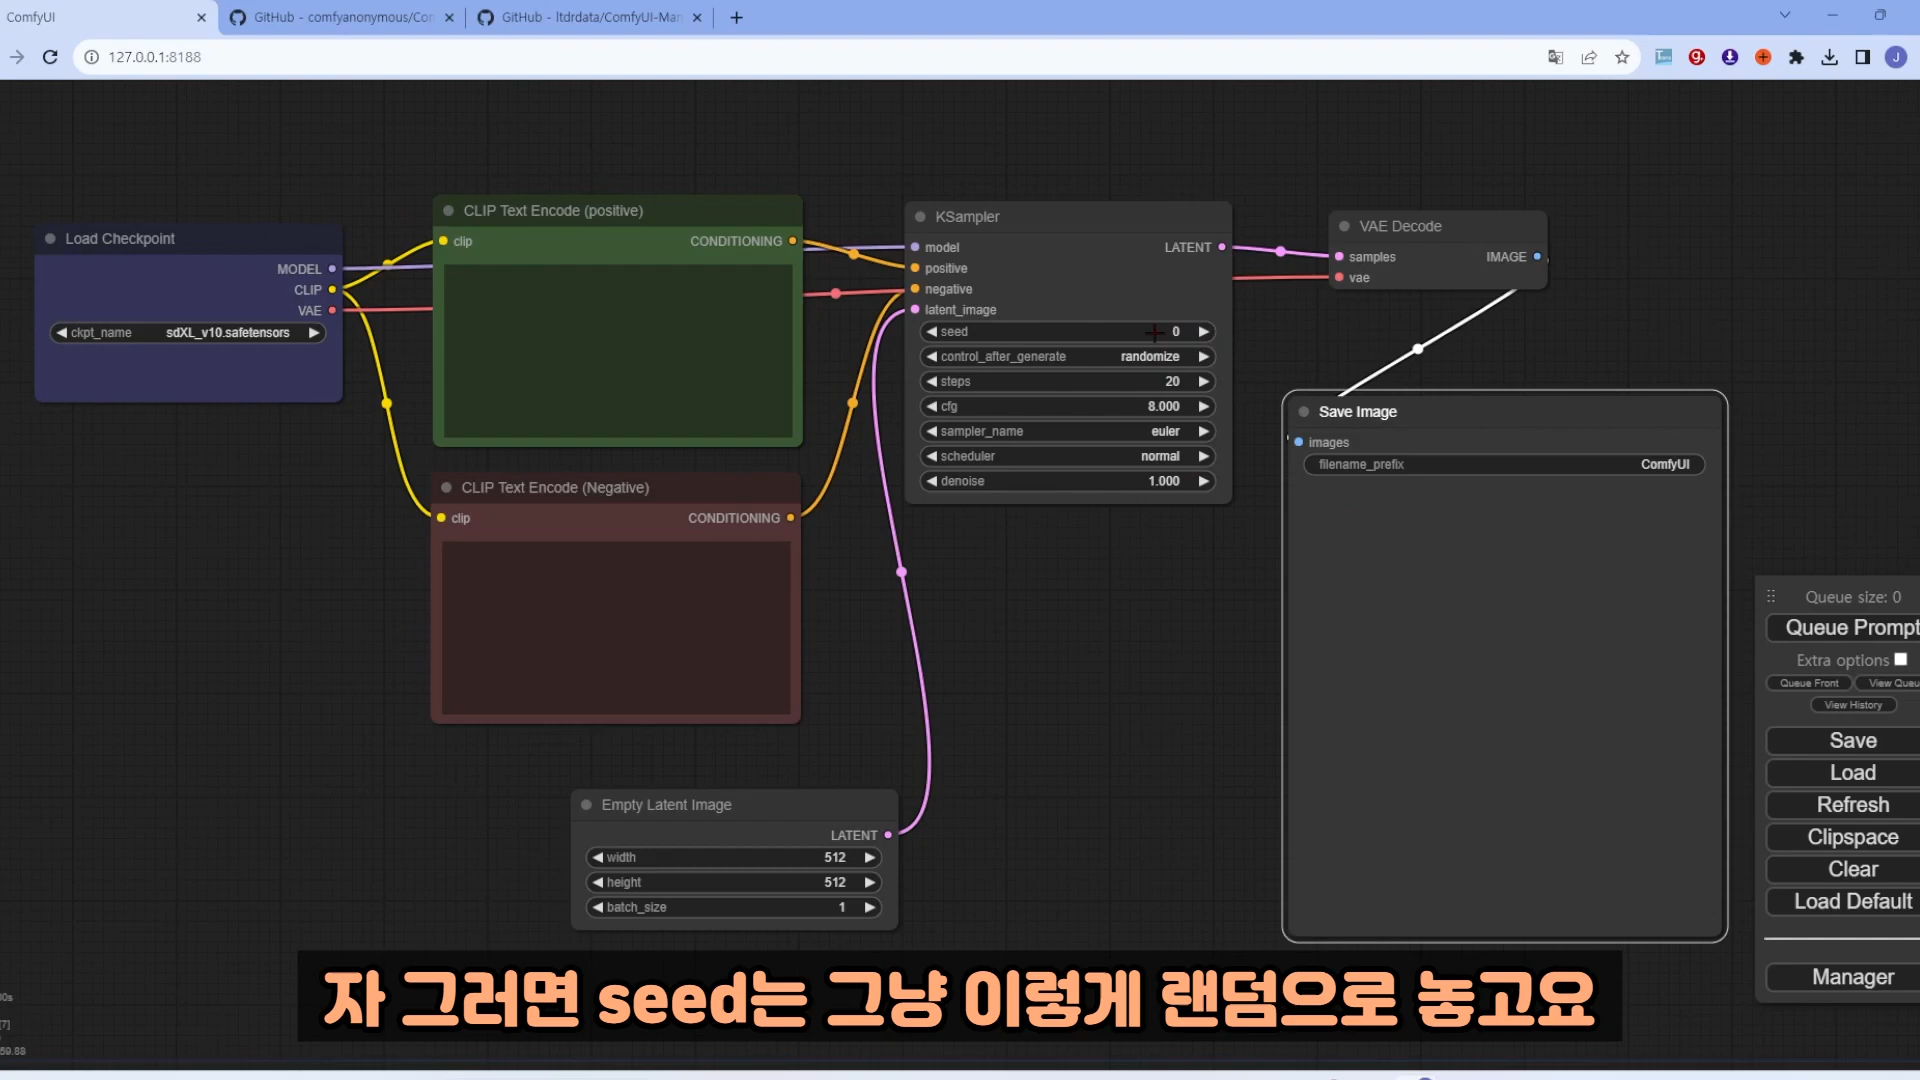 ComfyUI
GitHub - comfyanonymous/Con
GitHub - ltdrdata/ComfyUI-Man
127.0.0.1:8188
Load Checkpoint
MODEL
CLIP
VAE
ckpt_name sdXL_v10.safetensors
CLIP Text Encode (positive)
clip CONDITIONING
CLIP Text Encode (Negative)
clip CONDITIONING
Empty Latent Image
LATENT
width 512
height 512
batch_size 1
KSampler
model LATENT
positive
negative
latent_image
seed 0
control_after_generate randomize
steps 20
cfg 8.000
sampler_name euler
scheduler normal
denoise 1.000
VAE Decode
samples IMAGE
vae
Save Image
images
filename_prefix ComfyUI
Queue size: 0
Queue Prompt
Extra options
Queue Front View Queu
View History
Save
Load
Refresh
Clipspace
Clear
Load Default
Manager
자 그러면 seed는 그냥 이렇게 랜덤으로 놓고요